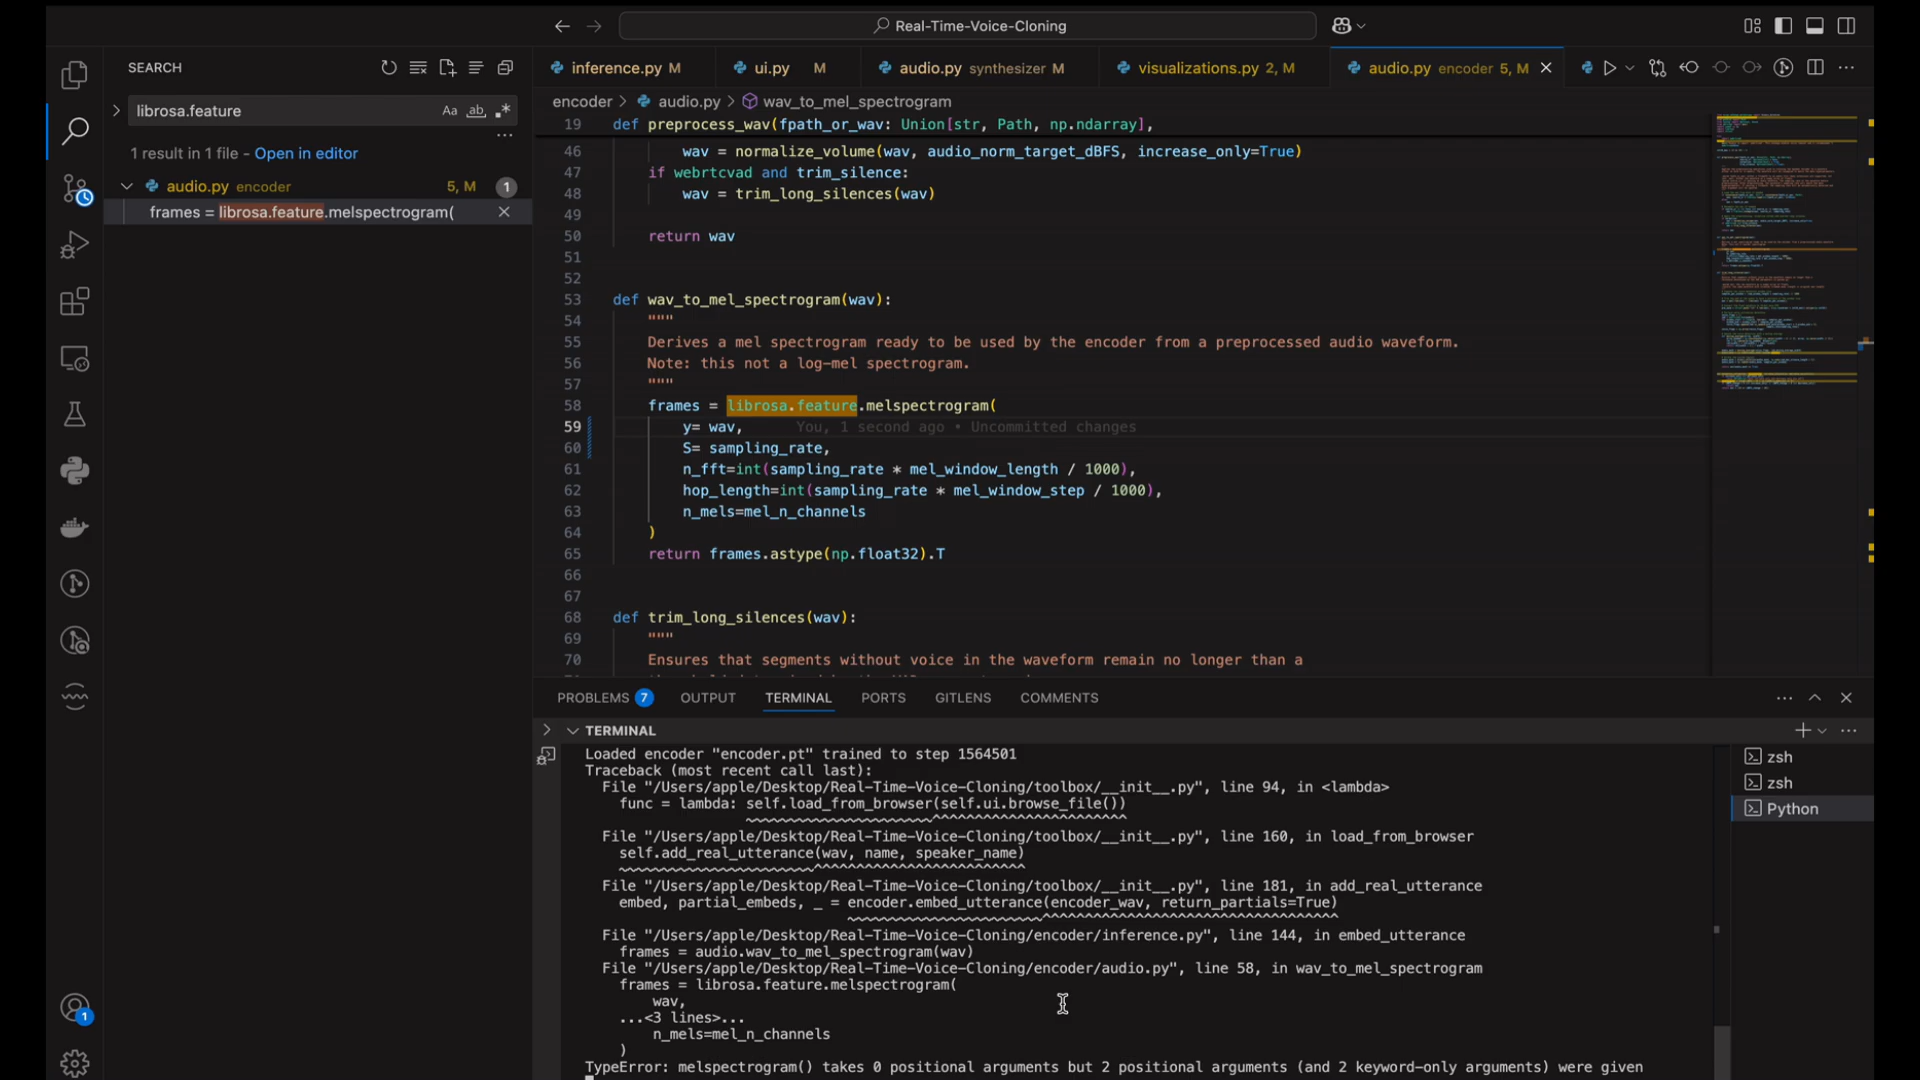 Real-Time-Voice-Cloning
SEARCH
librosa.feature
Aa ab
1 result in 1 file - Open in editor
audio.py encoder 5, M 1
frames = librosa.feature.melspectrogram(
inference.py M
ui.py M
audio.py synthesizer M
visualizations.py 2, M
audio.py encoder 5, M
encoder > audio.py > wav_to_mel_spectrogram
19 def preprocess_wav(fpath_or_wav: Union[str, Path, np.ndarray],
46 wav = normalize_volume(wav, audio_norm_target_dBFS, increase_only=True)
47 if webrtcvad and trim_silence:
48 wav = trim_long_silences(wav)
49
50 return wav
51
52
53 def wav_to_mel_spectrogram(wav):
54 """
55 Derives a mel spectrogram ready to be used by the encoder from a preprocessed audio waveform.
56 Note: this not a log-mel spectrogram.
57 """
58 frames = librosa.feature.melspectrogram(
59 y= wav, You, 1 second ago • Uncommitted changes
60 S= sampling_rate,
61 n_fft=int(sampling_rate * mel_window_length / 1000),
62 hop_length=int(sampling_rate * mel_window_step / 1000),
63 n_mels=mel_n_channels
64 )
65 return frames.astype(np.float32).T
66
67
68 def trim_long_silences(wav):
69 """
70 Ensures that segments without voice in the waveform remain no longer than a
PROBLEMS 7 OUTPUT TERMINAL PORTS GITLENS COMMENTS
TERMINAL
Loaded encoder "encoder.pt" trained to step 1564501
Traceback (most recent call last):
File "/Users/apple/Desktop/Real-Time-Voice-Cloning/toolbox/__init__.py", line 94, in <lambda>
func = lambda: self.load_from_browser(self.ui.browse_file())
~~~~~~~~~~~~~~~~~~~~~~^^^^^^^^^^^^^^^^^^^^^^^
File "/Users/apple/Desktop/Real-Time-Voice-Cloning/toolbox/__init__.py", line 160, in load_from_browser
self.add_real_utterance(wav, name, speaker_name)
~~~~~~~~~~~~~~~~~~~~~~~^^^^^^^^^^^^^^^^^^^^^^^^^
File "/Users/apple/Desktop/Real-Time-Voice-Cloning/toolbox/__init__.py", line 181, in add_real_utterance
embed, partial_embeds, _ = encoder.embed_utterance(encoder_wav, return_partials=True)
~~~~~~~~~~~~~~~~~~~~~~~^^^^^^^^^^^^^^^^^^^^^^^^^^^^^^^^^^^
File "/Users/apple/Desktop/Real-Time-Voice-Cloning/encoder/inference.py", line 144, in embed_utterance
frames = audio.wav_to_mel_spectrogram(wav)
File "/Users/apple/Desktop/Real-Time-Voice-Cloning/encoder/audio.py", line 58, in wav_to_mel_spectrogram
frames = librosa.feature.melspectrogram(
wav,
...<3 lines>...
n_mels=mel_n_channels
)
TypeError: melspectrogram() takes 0 positional arguments but 2 positional arguments (and 2 keyword-only arguments) were given
zsh
zsh
Python
1